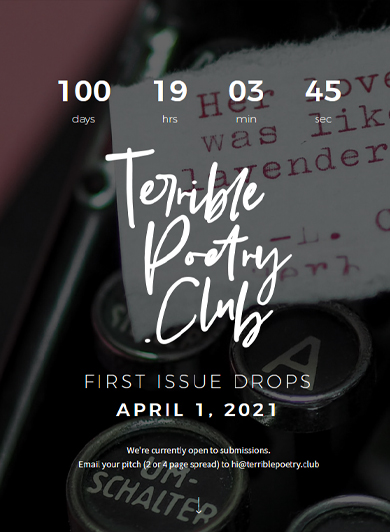 100 19 03 45
days hrs min sec
Her love
was lik
lavender
Terrible
Poetry
.Club
FIRST ISSUE DROPS
APRIL 1, 2021
We're currently open to submissions.
Email your pitch (2 or 4 page spread) to hi@terriblepoetry.club
A
UM-
SCHALTER